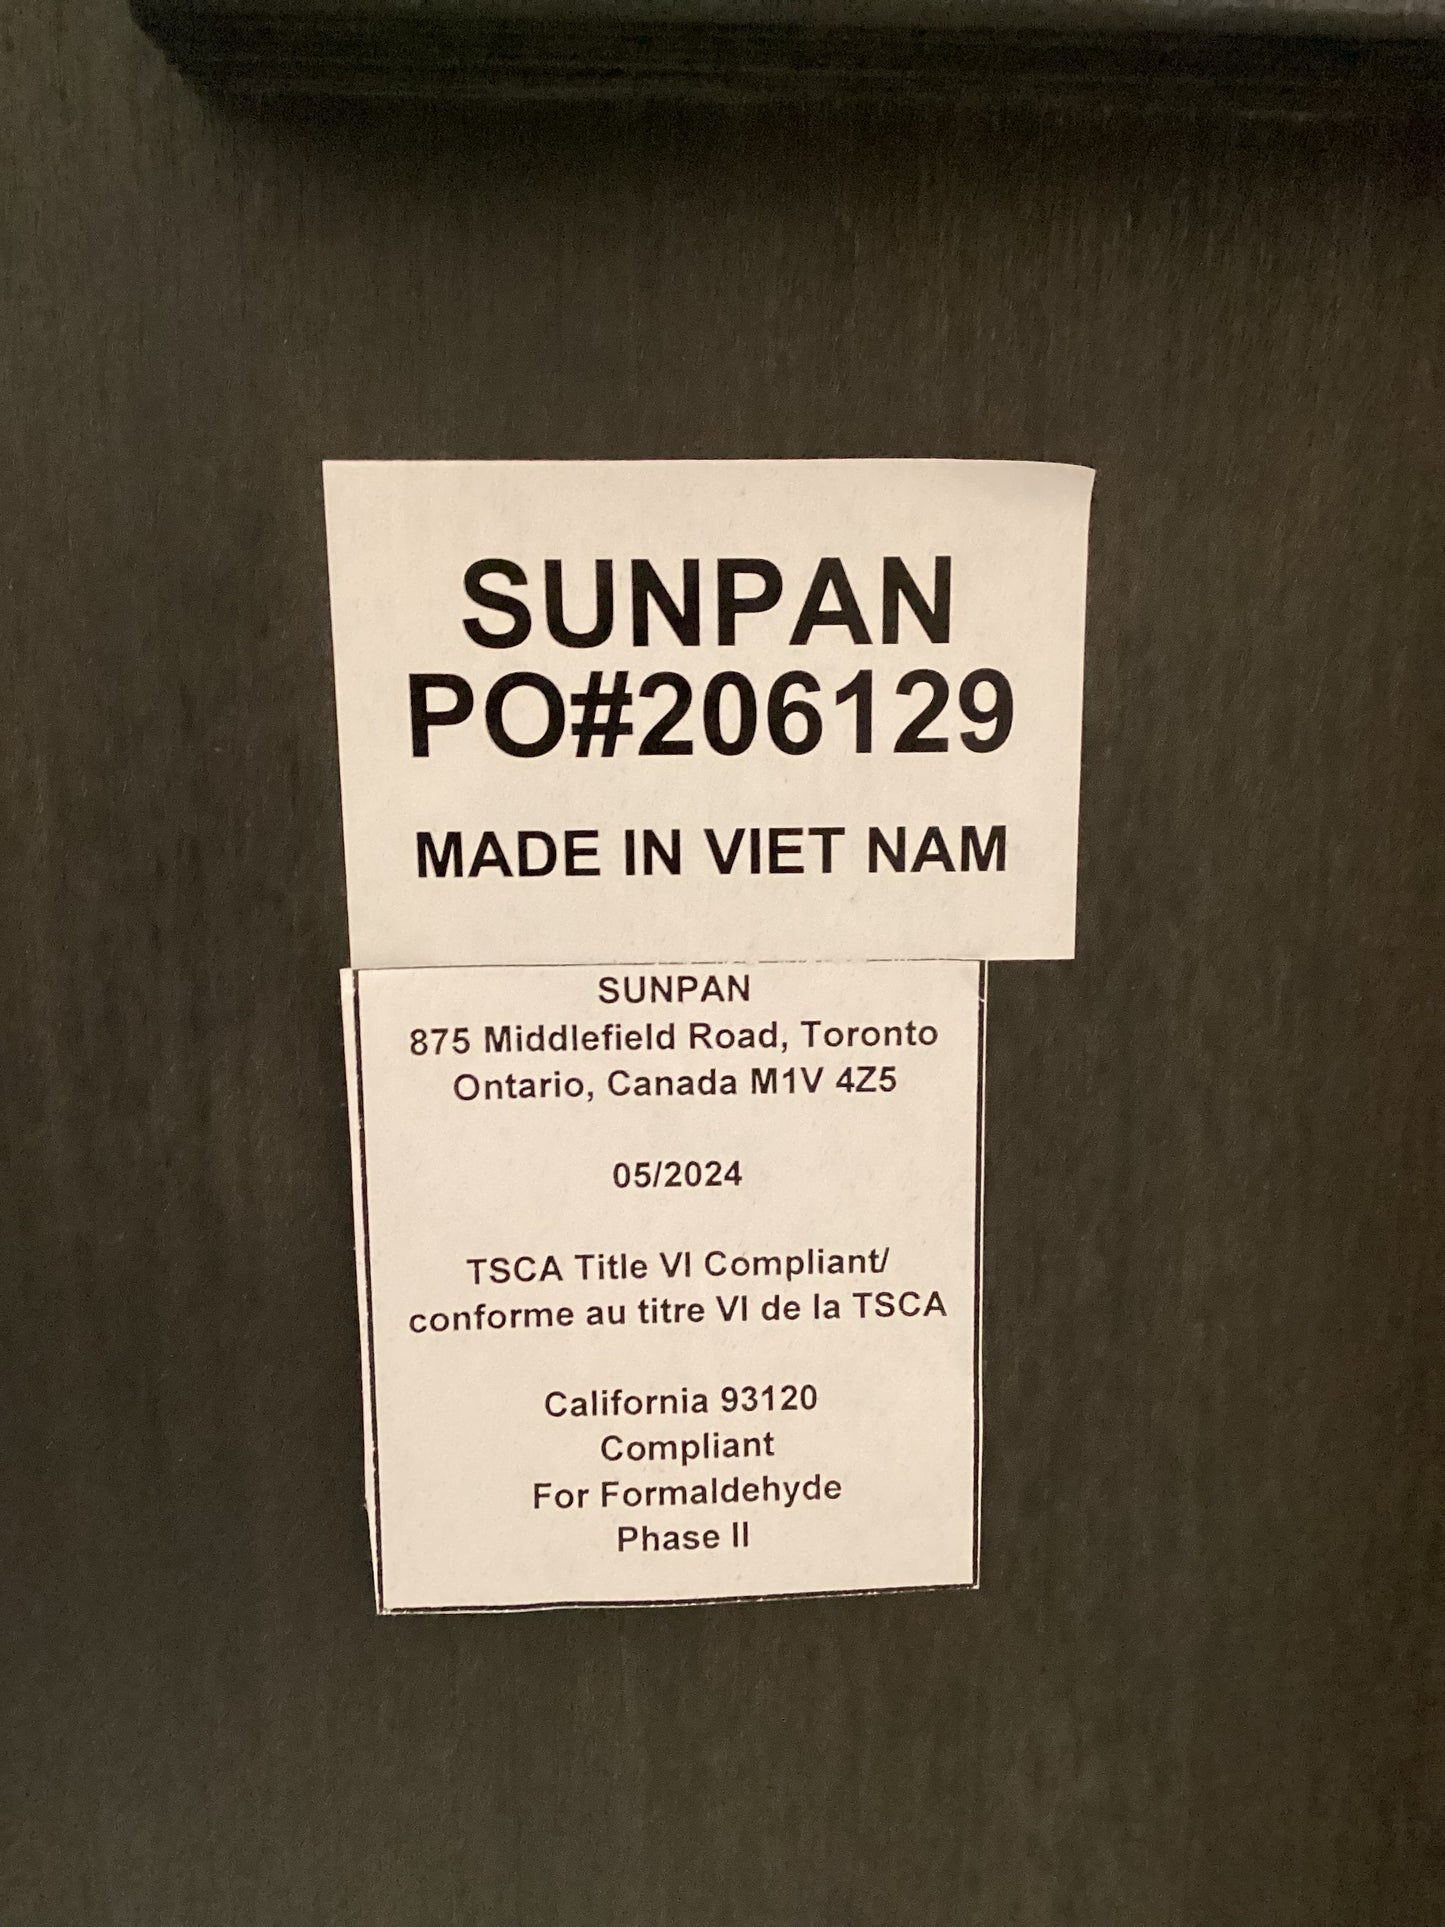 SUNPAN
PO#206129
MADE IN VIET NAM
SUNPAN
875 Middlefield Road, Toronto
Ontario, Canada M1V 4Z5
05/2024
TSCA Title VI Compliant/
conforme au titre VI de la TSCA
California 93120
Compliant
For Formaldehyde
Phase II